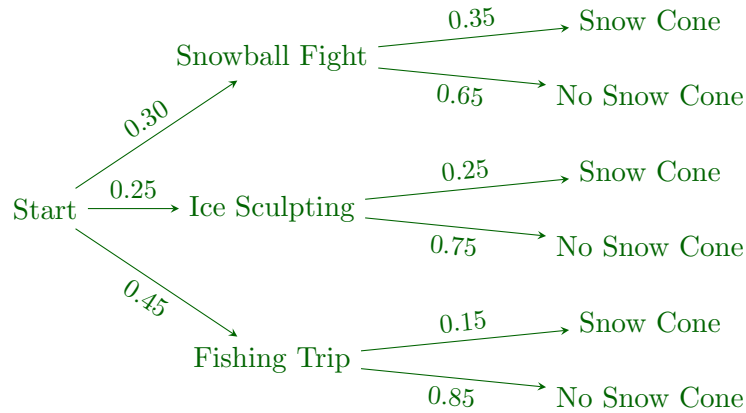 Start
0.30
Snowball Fight
0.35
Snow Cone
0.65
No Snow Cone
0.25
Ice Sculpting
0.25
Snow Cone
0.75
No Snow Cone
0.45
Fishing Trip
0.15
Snow Cone
0.85
No Snow Cone